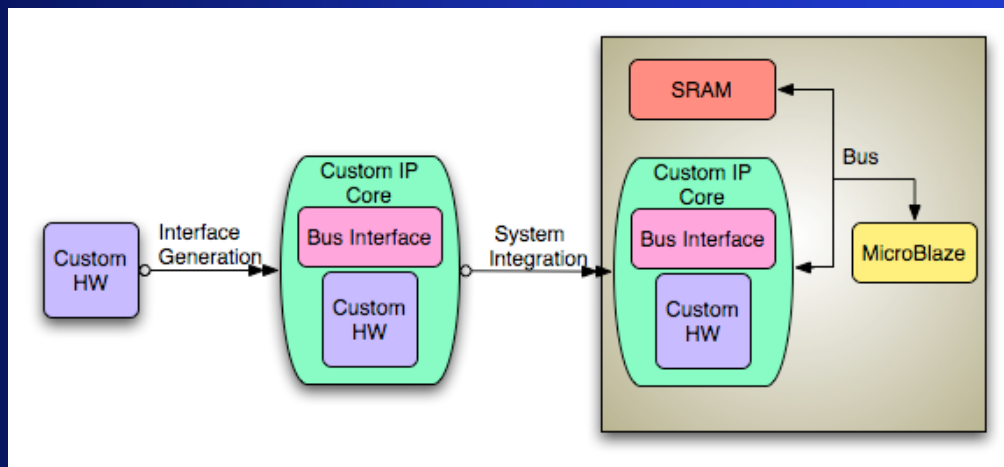 Custom
HW
Interface
Generation
Custom IP
Core
Bus Interface
Custom
HW
System
Integration
SRAM
Bus
Custom IP
Core
Bus Interface
Custom
HW
MicroBlaze